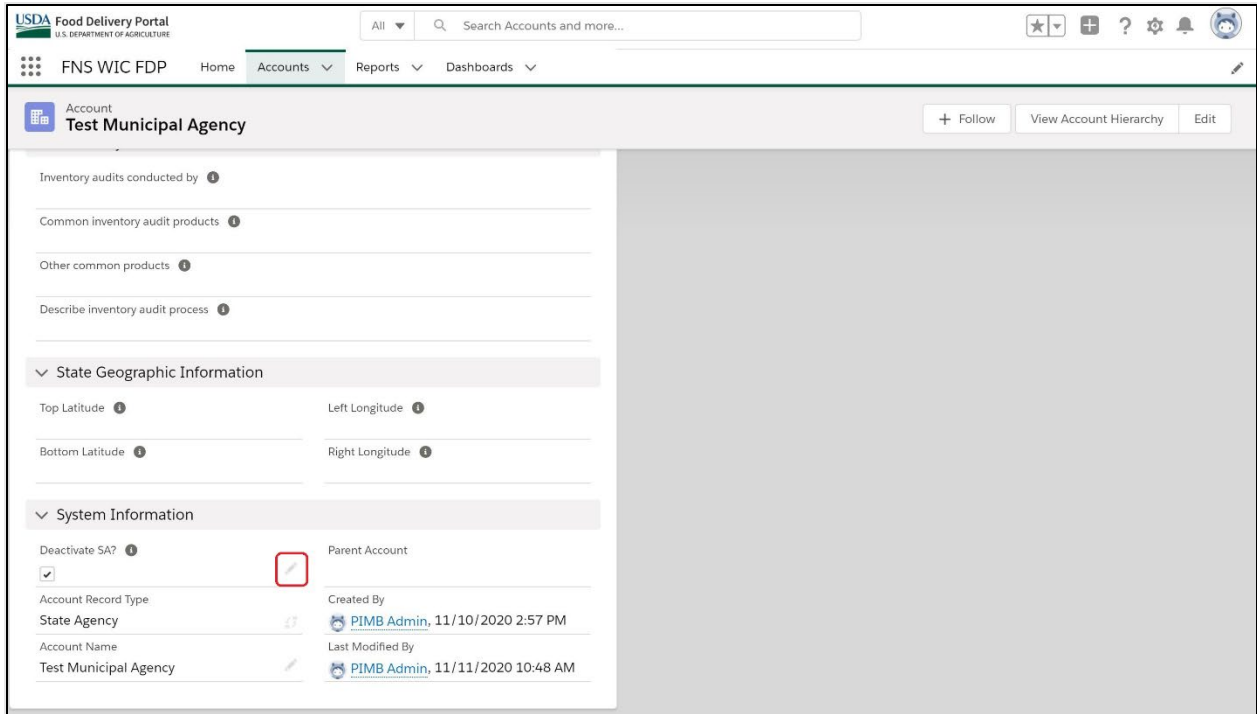 USDA Food Delivery Portal
U.S. DEPARTMENT OF AGRICULTURE
All
Search Accounts and more...
FNS WIC FDP
Home
Accounts
Reports
Dashboards
Account
Test Municipal Agency
+ Follow
View Account Hierarchy
Edit
Inventory audits conducted by
Common inventory audit products
Other common products
Describe inventory audit process
State Geographic Information
Top Latitude
Left Longitude
Bottom Latitude
Right Longitude
System Information
Deactivate SA?
Parent Account
Account Record Type
Created By
State Agency
PIMB Admin, 11/10/2020 2:57 PM
Account Name
Last Modified By
Test Municipal Agency
PIMB Admin, 11/11/2020 10:48 AM